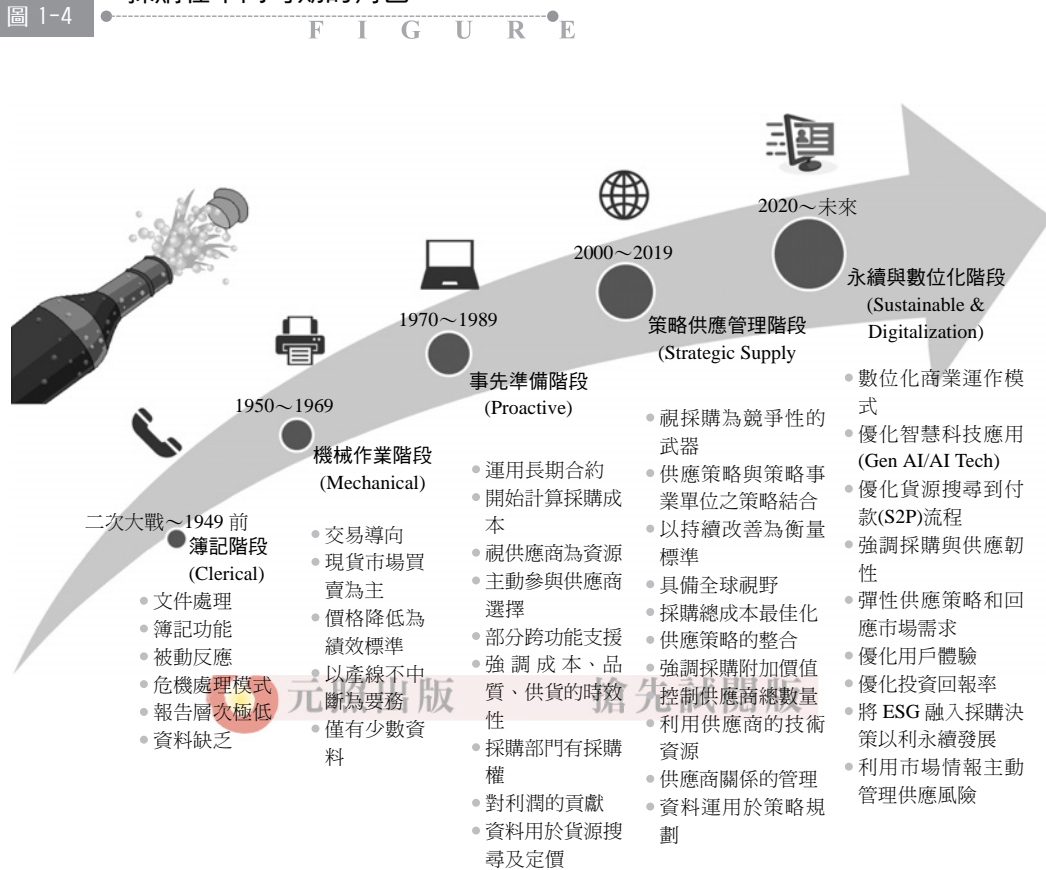 圖 1-4
採購在不同時期的角色
FIGURE
二次大戰～1949 前
簿記階段
(Clerical)
文件處理
簿記功能
被動反應
危機處理模式
報告層次極低
資料缺乏
1950～1969
機械作業階段
(Mechanical)
交易導向
現貨市場買
賣為主
價格降低為
績效標準
以產線不中
斷為要務
僅有少數資
料
1970～1989
事先準備階段
(Proactive)
運用長期合約
開始計算採購成
本
視供應商為資源
主動參與供應商
選擇
部分跨功能支援
強調成本、品
質、供貨的時效
性
採購部門有採購
權
對利潤的貢獻
資料用於貨源搜
尋及定價
2000～2019
策略供應管理階段
(Strategic Supply
視採購為競爭性的
武器
供應策略與策略事
業單位之策略結合
以持續改善為衡量
標準
具備全球視野
採購總成本最佳化
供應策略的整合
強調採購附加價值
控制供應商總數量
利用供應商的技術
資源
供應商關係的管理
資料運用於策略規
劃
2020～未來
永續與數位化階段
(Sustainable &
Digitalization)
數位化商業運作模
式
優化智慧科技應用
(Gen AI/AI Tech)
優化貨源搜尋到付
款(S2P)流程
強調採購與供應韌
性
彈性供應策略和回
應市場需求
優化用戶體驗
優化投資回報率
將 ESG 融入採購決
策以利永續發展
利用市場情報主動
管理供應風險
元照出版 搶先試閱版